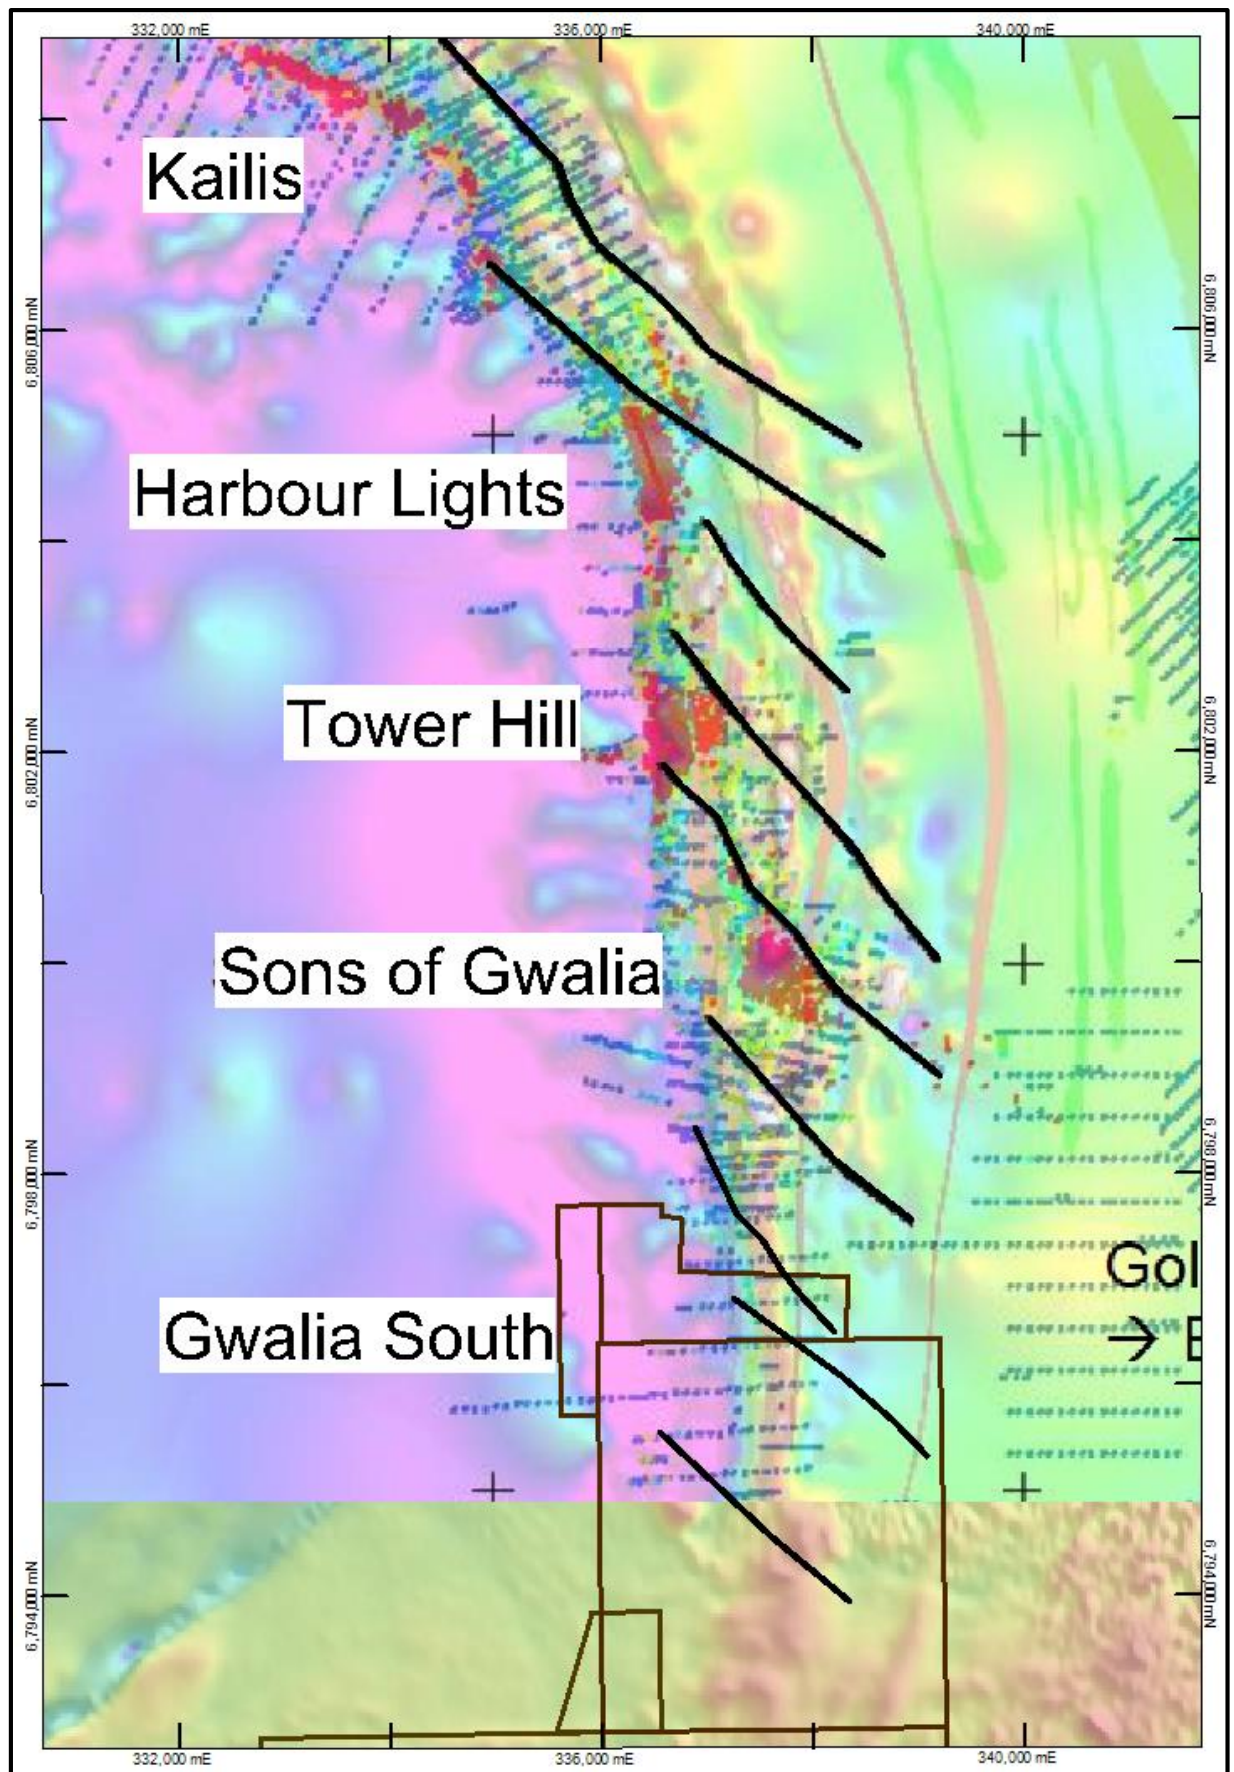 332,000 mE
336,000 mE
340,000 mE
Kailis
6,806,000 mN
6,806,000 mN
Harbour Lights
Tower Hill
6,802,000 mN
6,802,000 mN
Sons of Gwalia
6,798,000 mN
6,798,000 mN
Gol
Gwalia South
→ E
6,794,000 mN
6,794,000 mN
332,000 mE
336,000 mE
340,000 mE